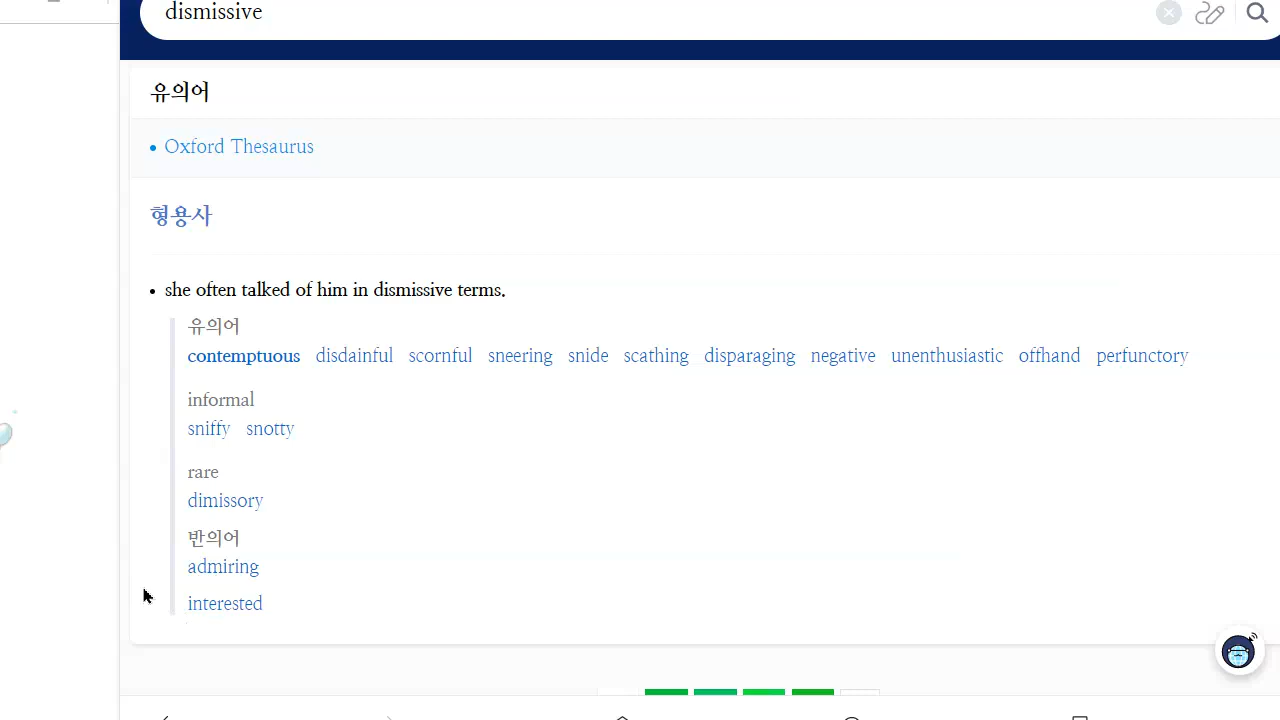 dismissive
유의어
• Oxford Thesaurus
형용사
• she often talked of him in dismissive terms.
유의어
contemptuous disdainful scornful sneering snide scathing disparaging negative unenthusiastic offhand perfunctory
informal
sniffy snotty
rare
dimissory
반의어
admiring
interested